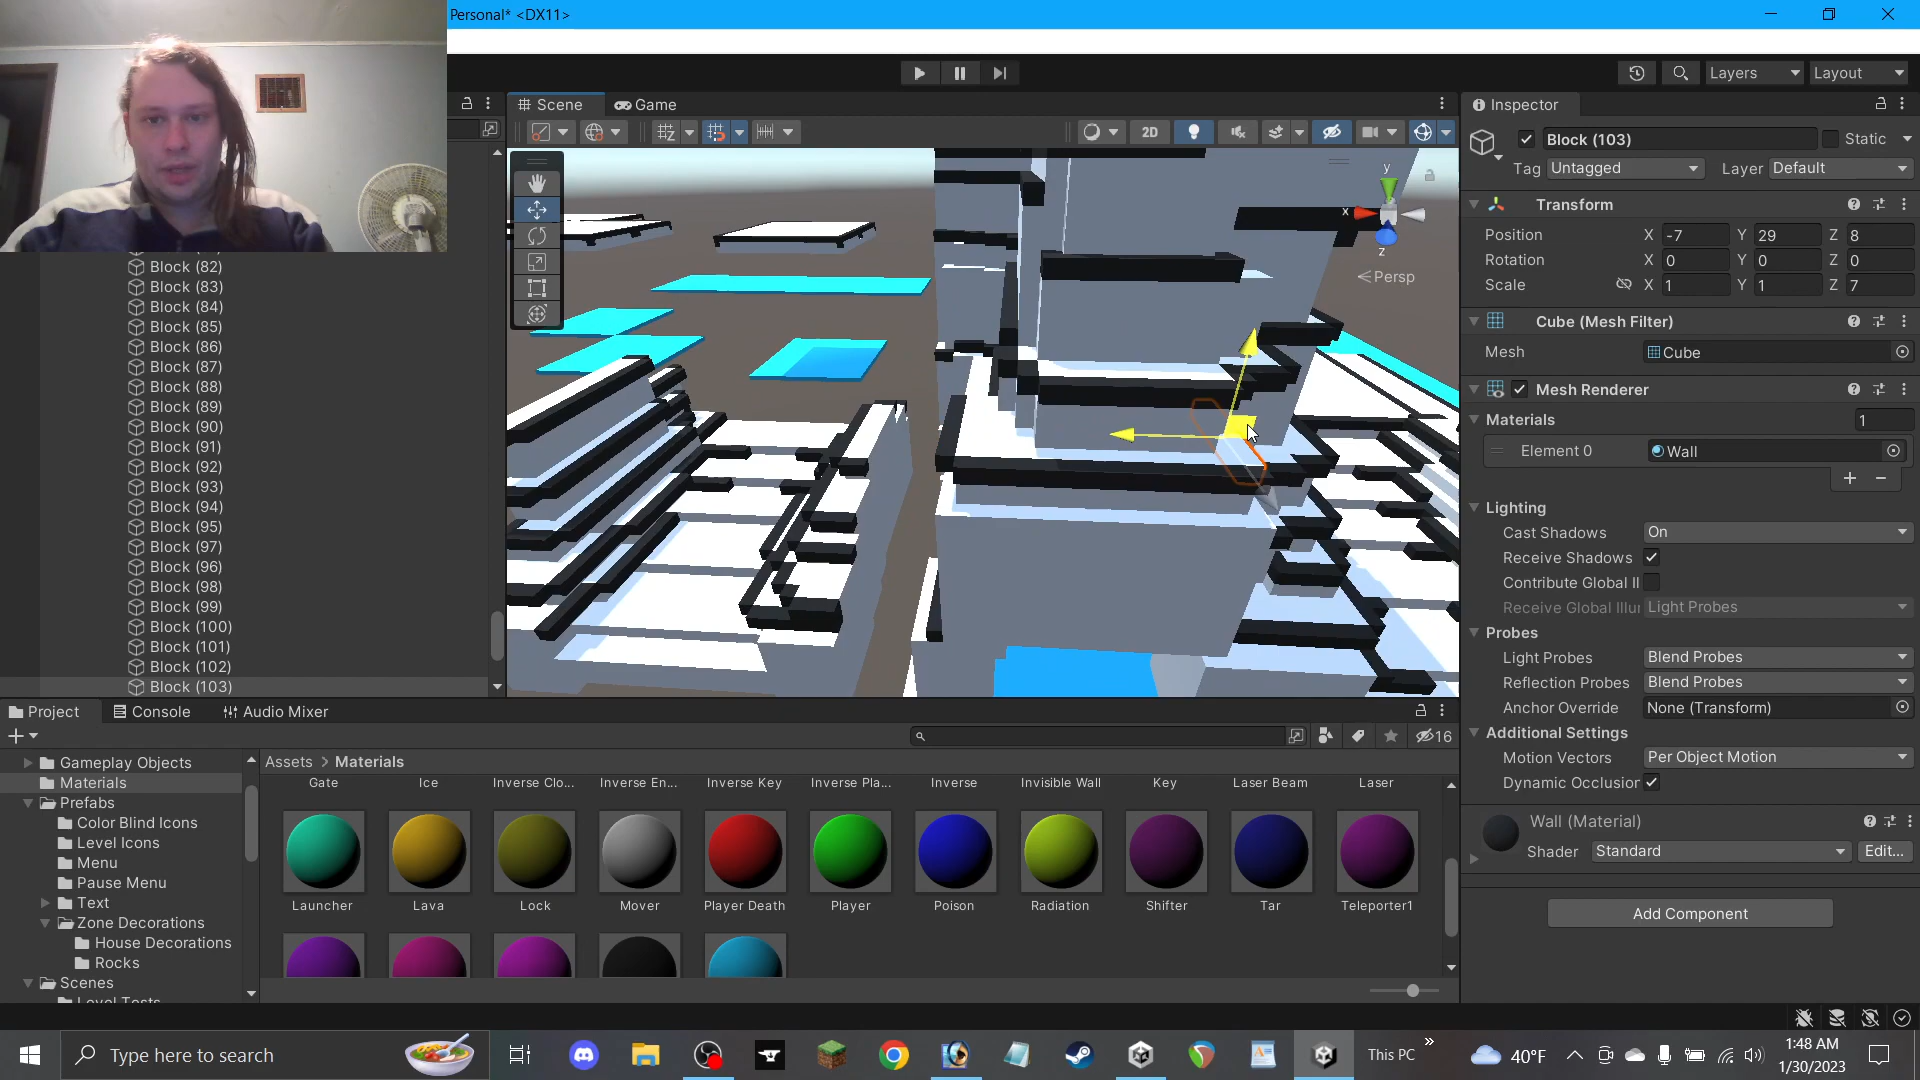 Personal* <DX11>
Layers
Layout
Scene
Game
2D
y
x
z
Persp
Inspector
Block (103)
Static
Tag
Untagged
Layer
Default
Transform
Position X -7 Y 29 Z 8
Rotation X 0 Y 0 Z 0
Scale X 1 Y 1 Z 7
Cube (Mesh Filter)
Mesh
Cube
Mesh Renderer
Materials
1
Element 0
Wall
Lighting
Cast Shadows
On
Receive Shadows
Contribute Global Il
Receive Global Illui
Light Probes
Probes
Light Probes
Blend Probes
Reflection Probes
Blend Probes
Anchor Override
None (Transform)
Additional Settings
Motion Vectors
Per Object Motion
Dynamic Occlusion
Wall (Material)
Shader
Standard
Edit...
Add Component
Block (82)
Block (83)
Block (84)
Block (85)
Block (86)
Block (87)
Block (88)
Block (89)
Block (90)
Block (91)
Block (92)
Block (93)
Block (94)
Block (95)
Block (97)
Block (96)
Block (98)
Block (99)
Block (100)
Block (101)
Block (102)
Block (103)
Project
Console
Audio Mixer
16
Gameplay Objects
Materials
Prefabs
Color Blind Icons
Level Icons
Menu
Pause Menu
Text
Zone Decorations
House Decorations
Rocks
Scenes
Level Tests
Assets > Materials
Gate
Ice
Inverse Clo...
Inverse En...
Inverse Key
Inverse Pla...
Inverse
Invisible Wall
Key
Laser Beam
Laser
Launcher
Lava
Lock
Mover
Player Death
Player
Poison
Radiation
Shifter
Tar
Teleporter1
Type here to search
This PC
40°F
1:48 AM
1/30/2023